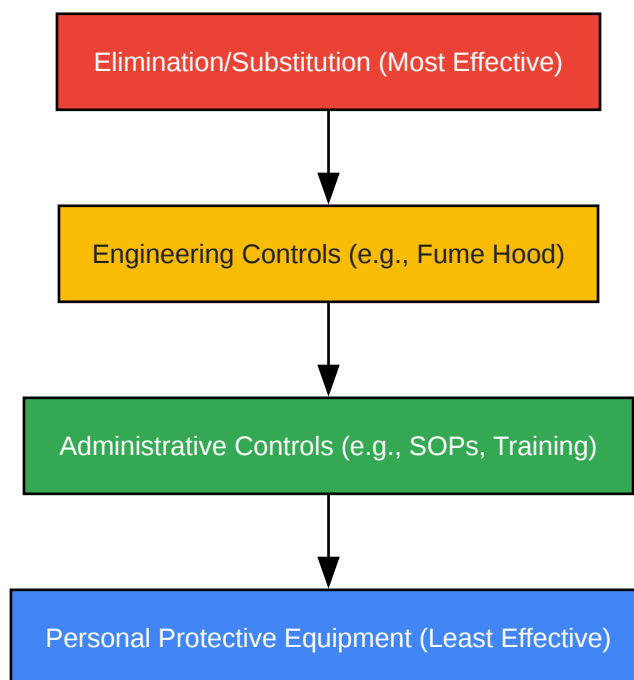 Elimination/Substitution (Most Effective)
Engineering Controls (e.g., Fume Hood)
Administrative Controls (e.g., SOPs, Training)
Personal Protective Equipment (Least Effective)